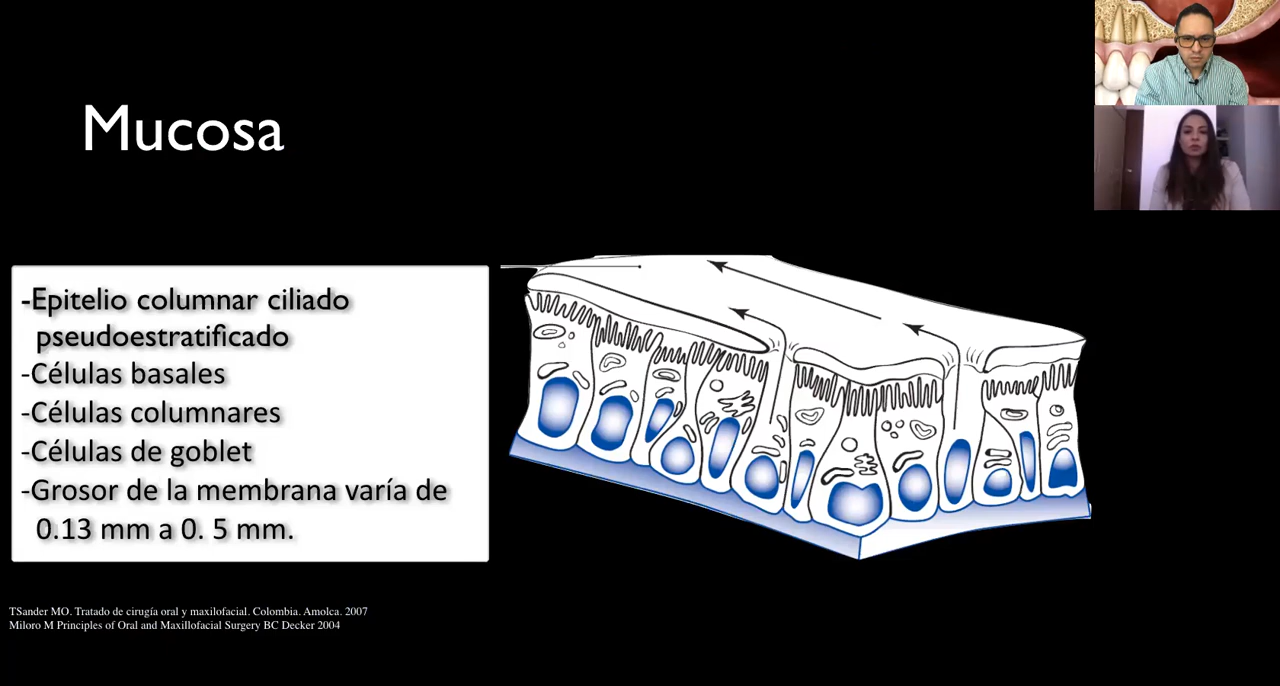 Mucosa
-Epitelio columnar ciliado
pseudoestratificado
-Células basales
-Células columnares
-Células de goblet
-Grosor de la membrana varía de
0.13 mm a 0. 5 mm.
TSander MO. Tratado de cirugía oral y maxilofacial. Colombia. Amolca. 2007
Miloro M Principles of Oral and Maxillofacial Surgery BC Decker 2004